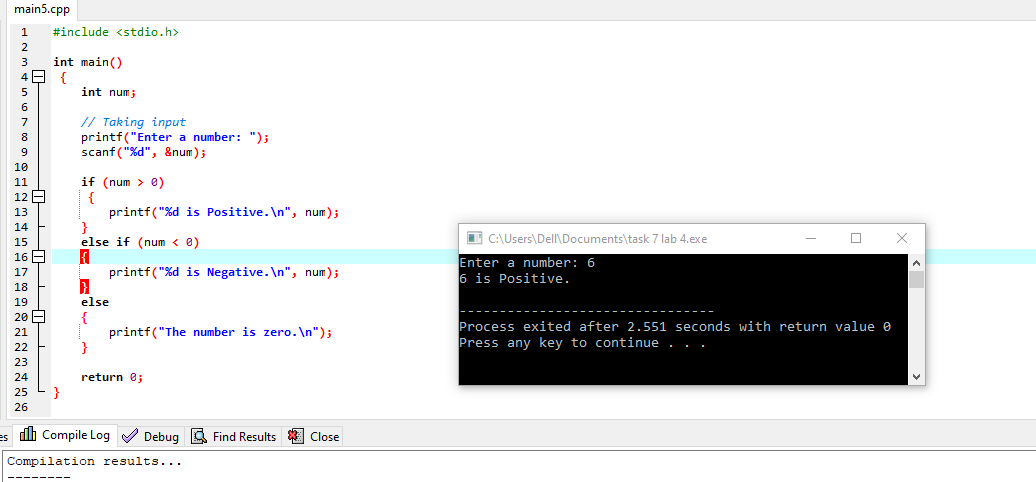 main5.cpp
1 #include <stdio.h>
2
3 int main()
4 {
5 int num;
6
7 // Taking input
8 printf("Enter a number: ");
9 scanf("%d", &num);
10
11 if (num > 0)
12 {
13 printf("%d is Positive.\n", num);
14 }
15 else if (num < 0)
16 {
17 printf("%d is Negative.\n", num);
18 }
19 else
20 {
21 printf("The number is zero.\n");
22 }
23
24 return 0;
25 }
26
C:\Users\Dell\Documents\task 7 lab 4.exe
Enter a number: 6
6 is Positive.
--------------------------------
Process exited after 2.551 seconds with return value 0
Press any key to continue . . .
es Compile Log Debug Find Results Close
Compilation results...
--------